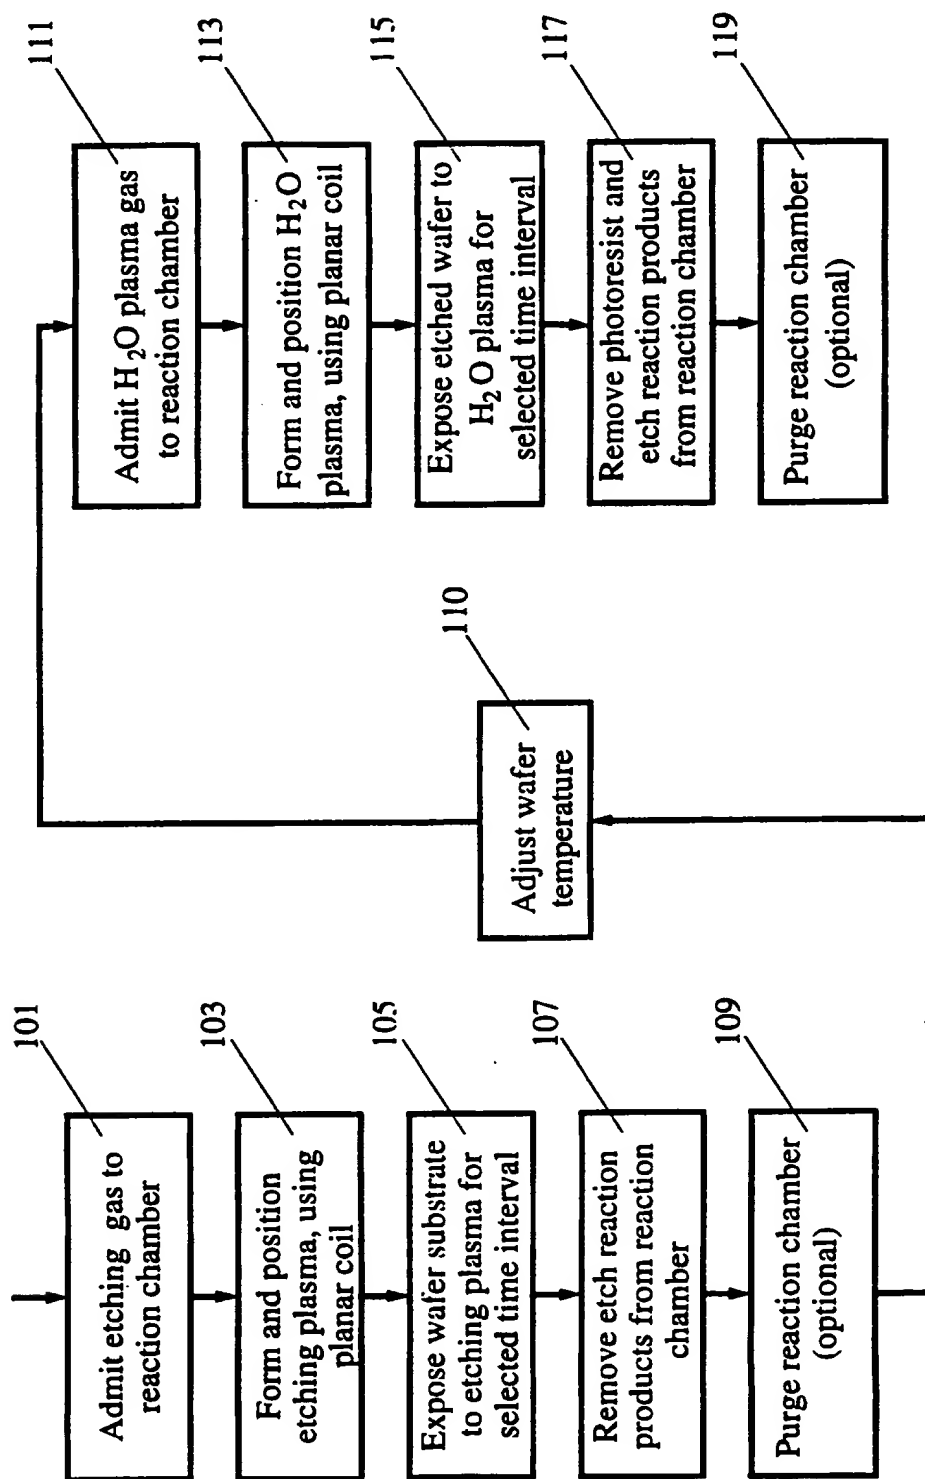 101
Admit etching gas to
reaction chamber
103
Form and position
etching plasma, using
planar coil
105
Expose wafer substrate
to etching plasma for
selected time interval
107
Remove etch reaction
products from reaction
chamber
109
Purge reaction chamber
(optional)
110
Adjust wafer
temperature
111
Admit H₂O plasma gas
to reaction chamber
113
Form and position H₂O
plasma, using planar coil
115
Expose etched wafer to
H₂O plasma for
selected time interval
117
Remove photoresist and
etch reaction products
from reaction chamber
119
Purge reaction chamber
(optional)